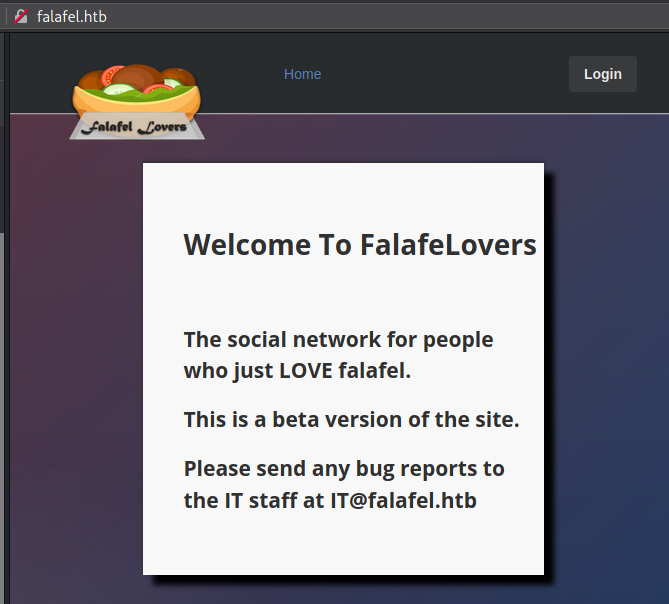 falafel.htb
Home
Login
Falafel Lovers
Welcome To FalafeLovers
The social network for people
who just LOVE falafel.
This is a beta version of the site.
Please send any bug reports to
the IT staff at IT@falafel.htb